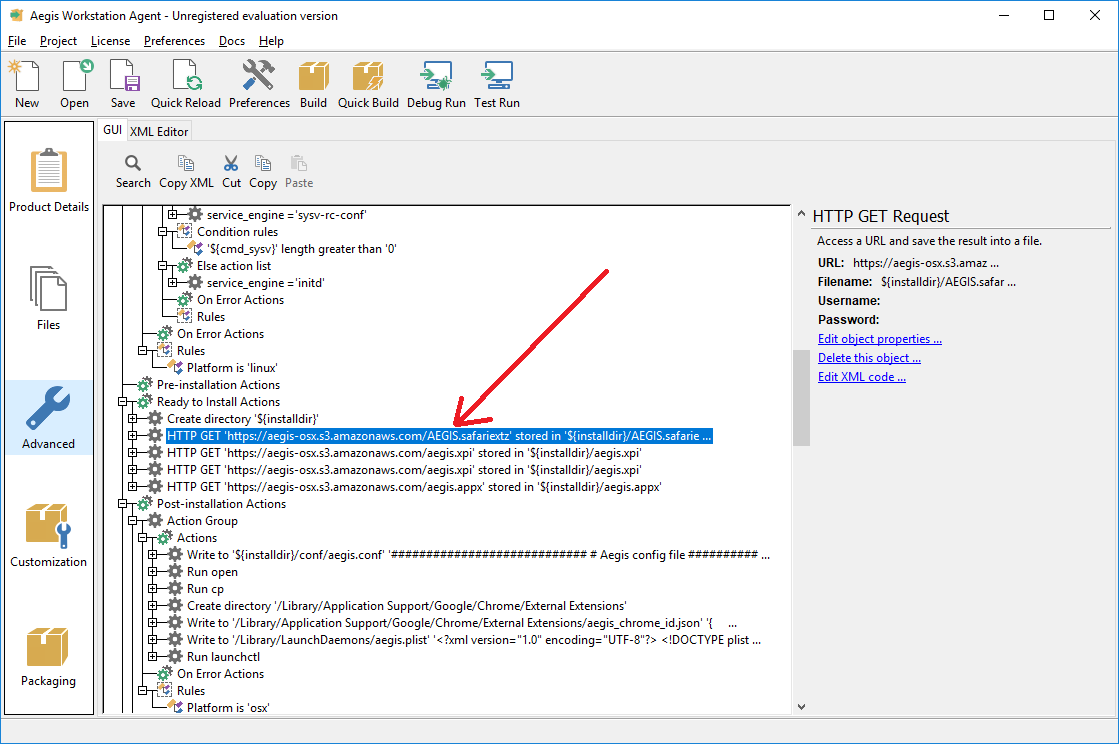 Aegis Workstation Agent - Unregistered evaluation version
File Project License Preferences Docs Help
New Open Save Quick Reload Preferences Build Quick Build Debug Run Test Run
Product Details
Files
Advanced
Customization
Packaging
GUI XML Editor
Search Copy XML Cut Copy Paste
service_engine ='sysv-rc-conf'
Condition rules
'${cmd_sysv}' length greater than '0'
Else action list
service_engine ='initd'
On Error Actions
Rules
On Error Actions
Rules
Platform is 'linux'
Pre-installation Actions
Ready to Install Actions
Create directory '${installdir}'
HTTP GET 'https://aegis-osx.s3.amazonaws.com/AEGIS.safariextz' stored in '${installdir}/AEGIS.safarie ...
HTTP GET 'https://aegis-osx.s3.amazonaws.com/aegis.xpi' stored in '${installdir}/aegis.xpi'
HTTP GET 'https://aegis-osx.s3.amazonaws.com/aegis.xpi' stored in '${installdir}/aegis.xpi'
HTTP GET 'https://aegis-osx.s3.amazonaws.com/aegis.appx' stored in '${installdir}/aegis.appx'
Post-installation Actions
Action Group
Actions
Write to '${installdir}/conf/aegis.conf' '############################ # Aegis config file ########## ...
Run open
Run cp
Create directory '/Library/Application Support/Google/Chrome/External Extensions'
Write to '/Library/Application Support/Google/Chrome/External Extensions/aegis_chrome_id.json' '{ ...
Write to '/Library/LaunchDaemons/aegis.plist' '<?xml version="1.0" encoding="UTF-8"?> <!DOCTYPE plist ...
Run launchctl
On Error Actions
Rules
Platform is 'osx'
HTTP GET Request
Access a URL and save the result into a file.
URL: https://aegis-osx.s3.amaz ...
Filename: ${installdir}/AEGIS.safar ...
Username:
Password:
Edit object properties ...
Delete this object ...
Edit XML code ...